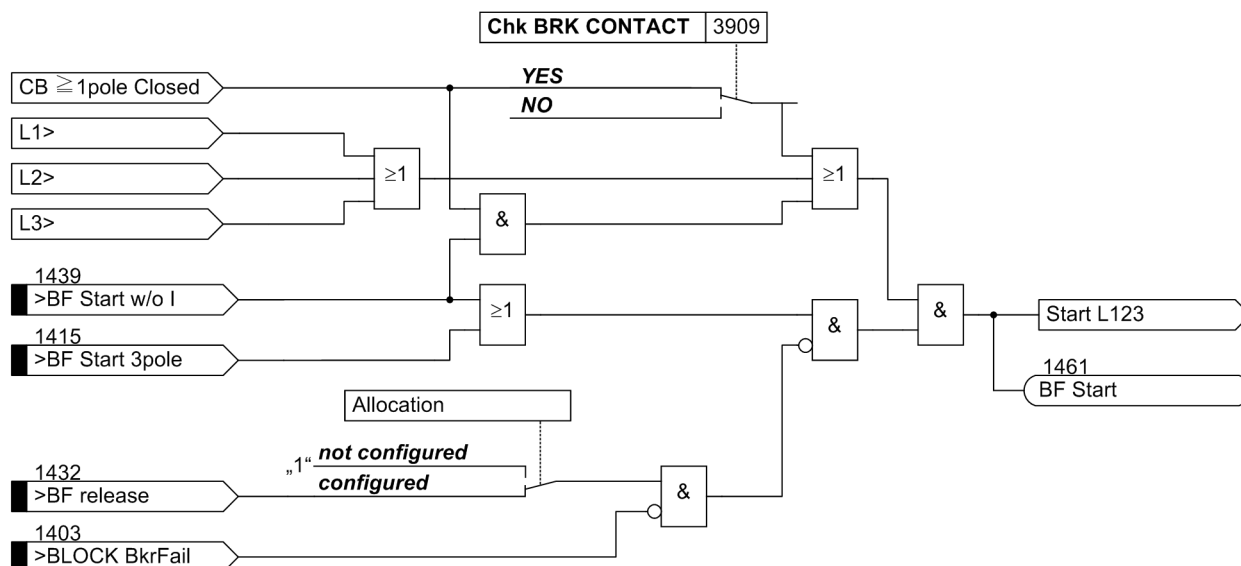 Chk BRK CONTACT 3909
CB ≧ 1pole Closed
YES
NO
L1>
L2>
≥1
≥1
L3>
&
1439
>BF Start w/o I
≥1
&
&
Start L123
1415
>BF Start 3pole
1461
BF Start
Allocation
„1“ not configured
configured
1432
>BF release
&
1403
>BLOCK BkrFail